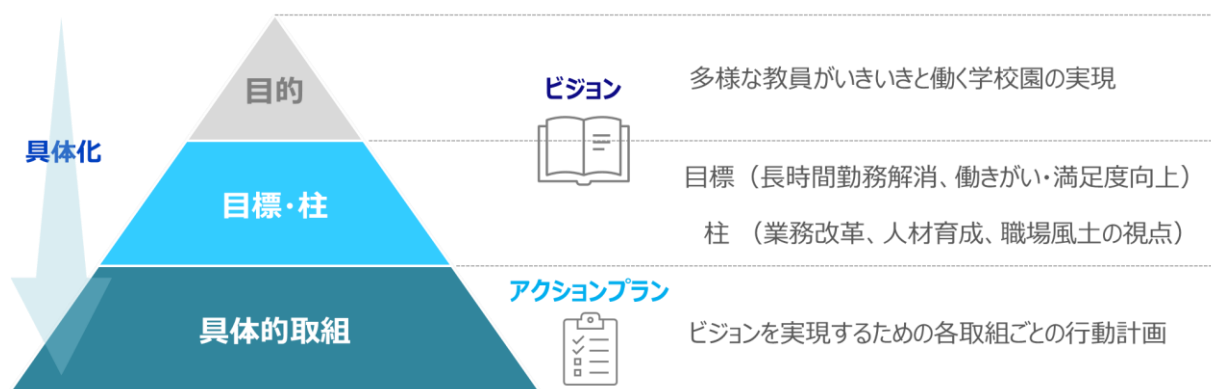 目的
ビジョン
多様な教員がいきいきと働く学校園の実現
具体化
目標・柱
目標（長時間勤務解消、働きがい・満足度向上）
柱　（業務改革、人材育成、職場風土の視点）
具体的取組
アクションプラン
ビジョンを実現するための各取組ごとの行動計画